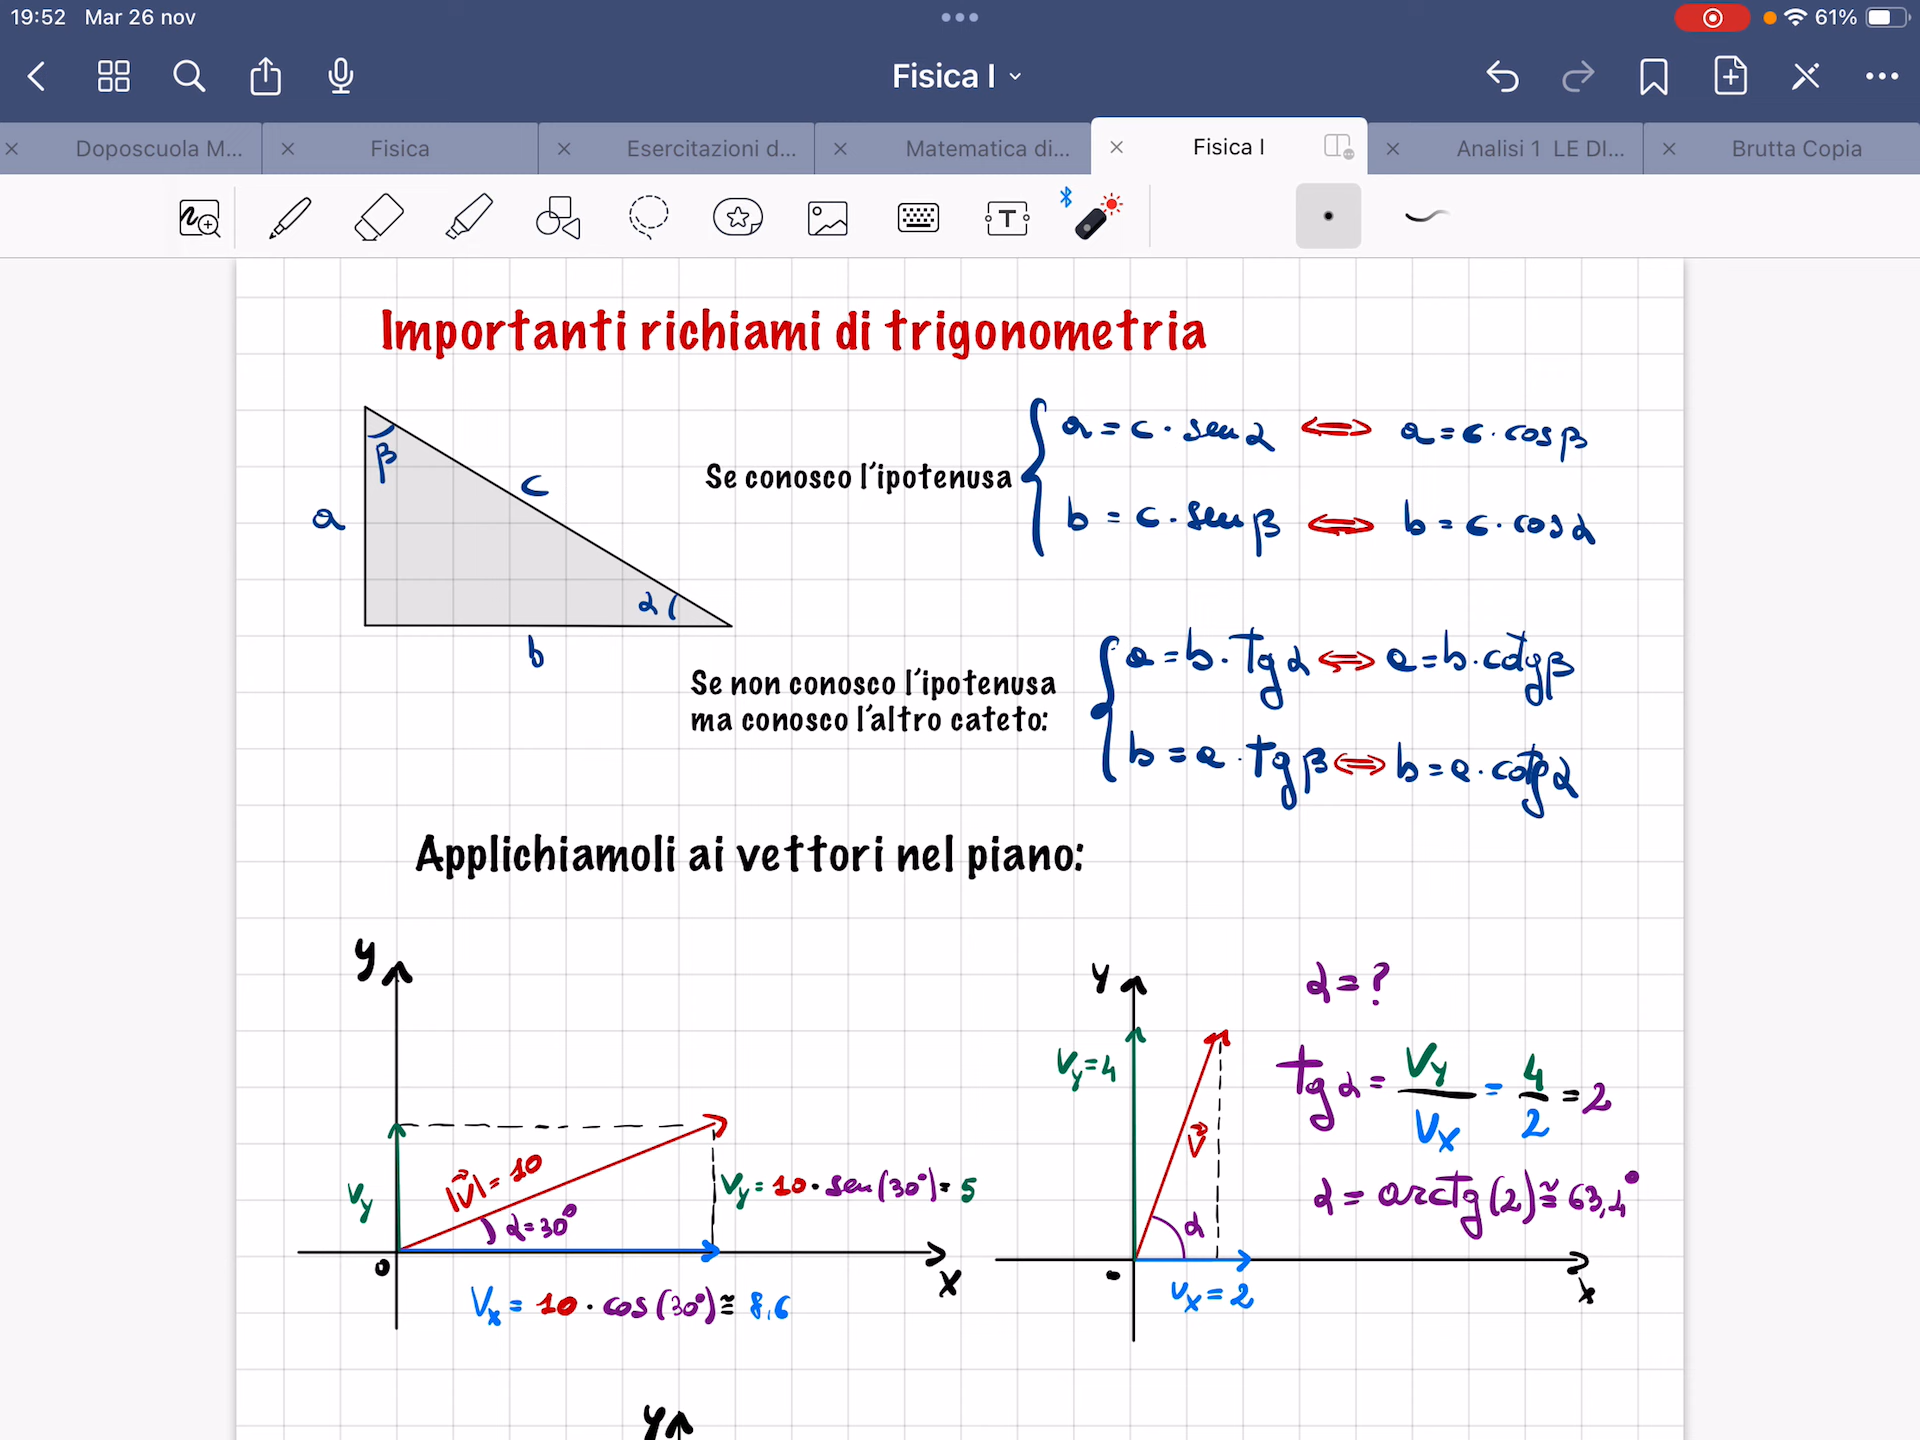 19:52 Mar 26 nov
61%
Fisica I
Doposcuola M... Fisica Esercitazioni d... Matematica di... Fisica I Analisi 1 LE DI... Brutta Copia
Importanti richiami di trigonometria
β
c
a
α
b
Se conosco l'ipotenusa
a = c · sen α ⟺ a = c · cos β
b = c · sen β ⟺ b = c · cos α
Se non conosco l'ipotenusa
ma conosco l'altro cateto:
a = b · tg α ⟺ a = b · cotg β
b = a · tg β ⟺ b = a · cotg α
Applichiamoli ai vettori nel piano:
y
Vy
|V⃗| = 10
α = 30°
Vy = 10 · sen (30°) = 5
0
x
Vx = 10 · cos (30°) ≅ 8,6
y
Vy = 4
V⃗
α
Vx = 2
x
α = ?
tg α = Vy/Vx = 4/2 = 2
α = arctg (2) ≅ 63,4°
y